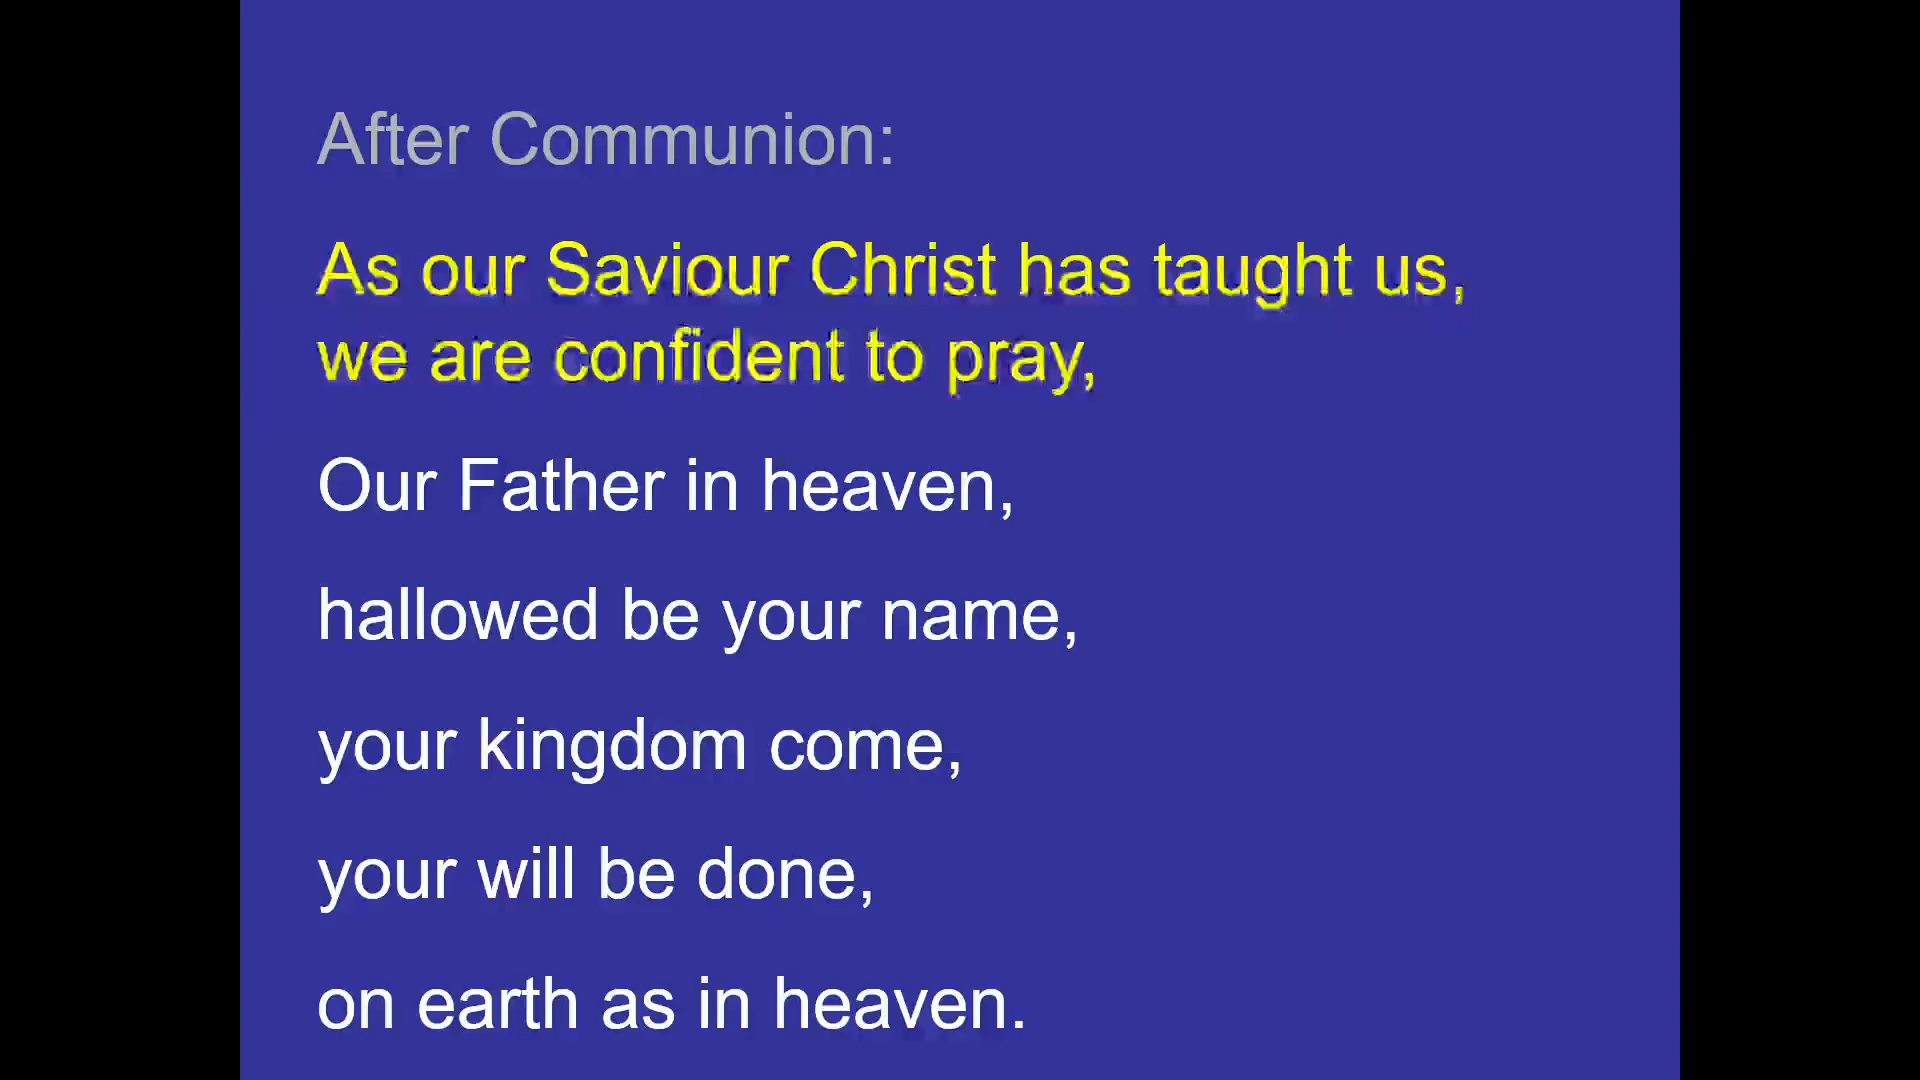 After Communion:
As our Saviour Christ has taught us,
we are confident to pray,
Our Father in heaven,
hallowed be your name,
your kingdom come,
your will be done,
on earth as in heaven.